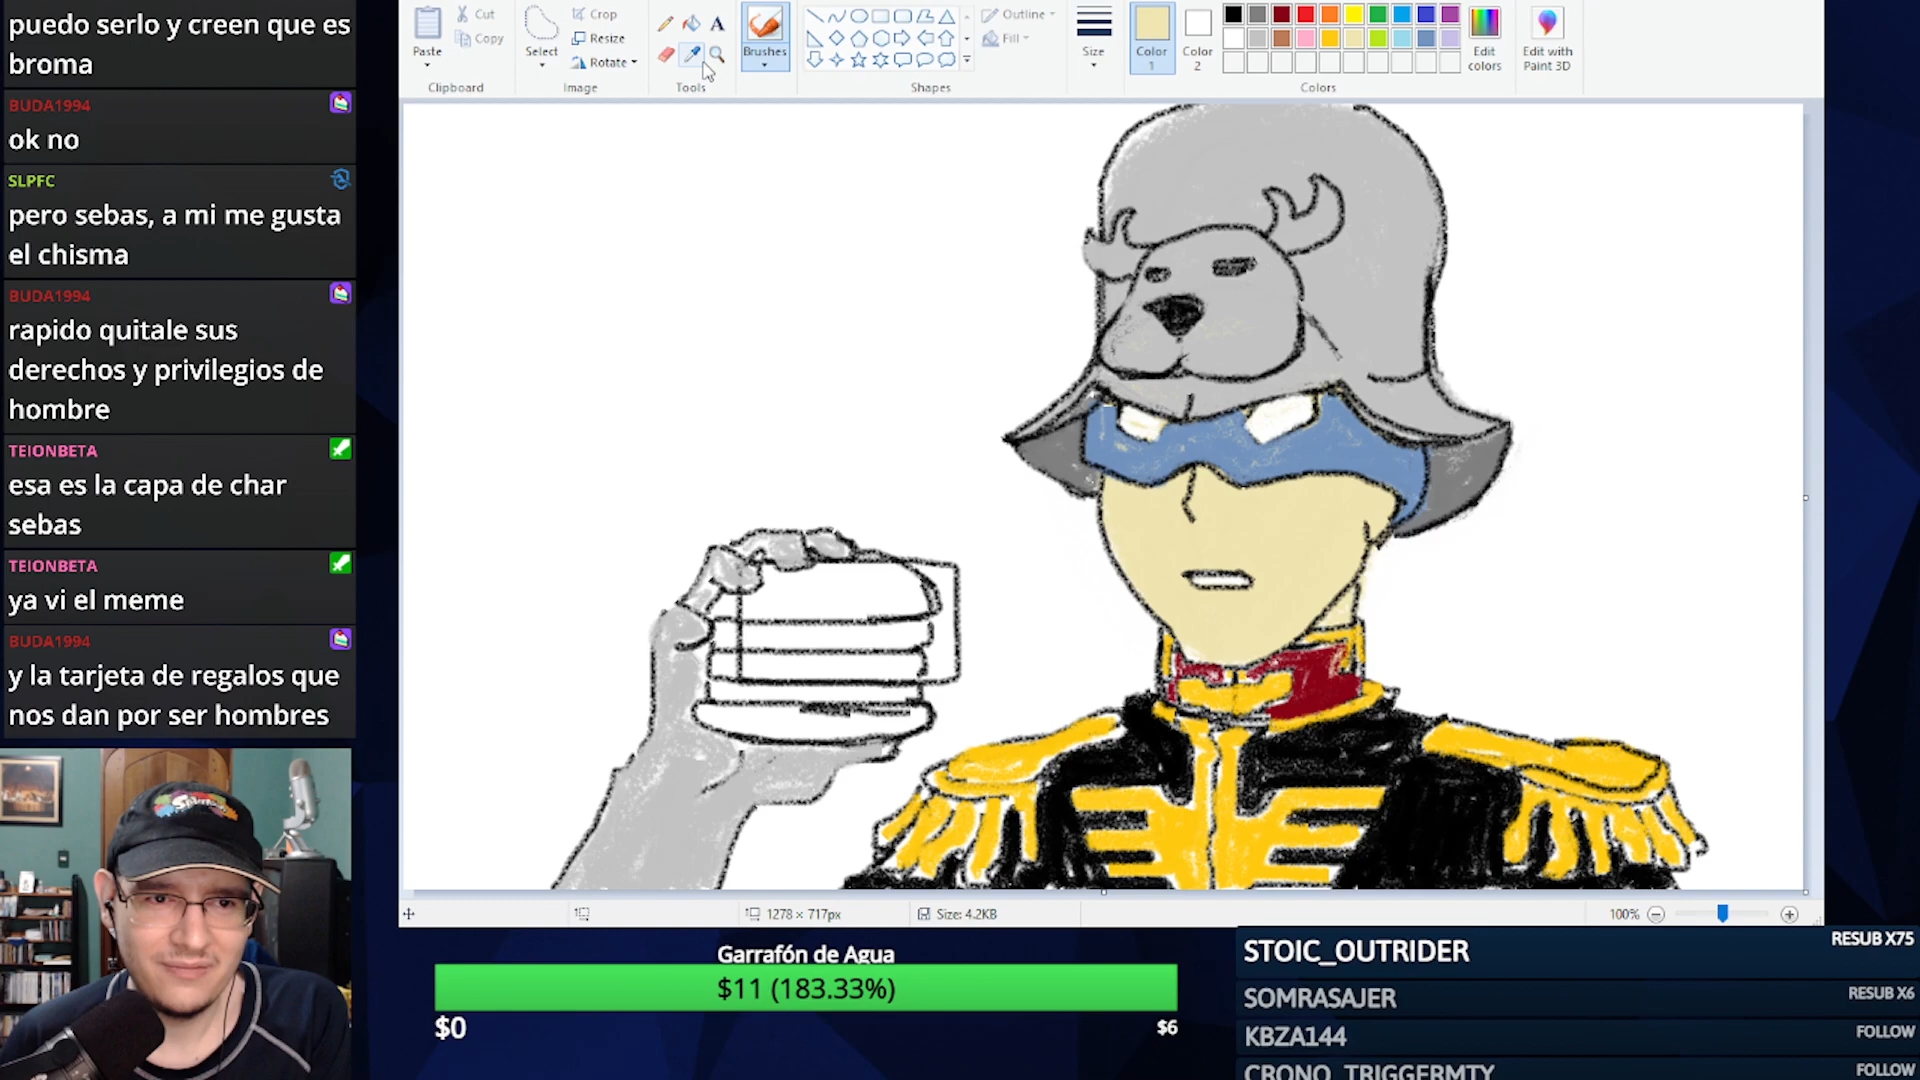 puedo serlo y creen que es
broma
BUDA1994
ok no
SLPFC
pero sebas, a mi me gusta
el chisma
BUDA1994
rapido quitale sus
derechos y privilegios de
hombre
TEIONBETA
esa es la capa de char
sebas
TEIONBETA
ya vi el meme
BUDA1994
y la tarjeta de regalos que
nos dan por ser hombres
Paste
Cut
Copy
Clipboard
Select
Crop
Resize
Rotate
Image
A
Tools
Brushes
Outline
Fill
Shapes
Size
Color
1
Color
2
Edit
colors
Colors
Edit with
Paint 3D
1278 × 717px
Size: 4.2KB
100%
Garrafón de Agua
$11 (183.33%)
$0
$6
STOIC_OUTRIDER
RESUB X75
SOMRASAJER
RESUB X6
KBZA144
FOLLOW
CRONO_TRIGGERMTY
FOLLOW